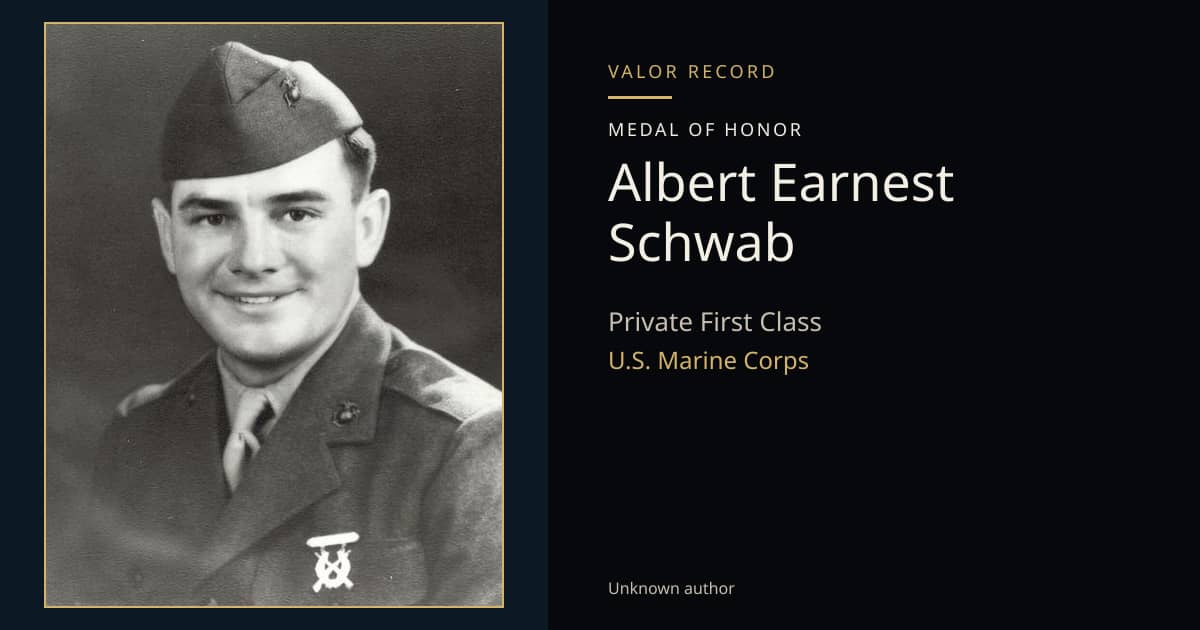 VALOR RECORD
MEDAL OF HONOR
Albert Earnest
Schwab
Private First Class
U.S. Marine Corps
Unknown author